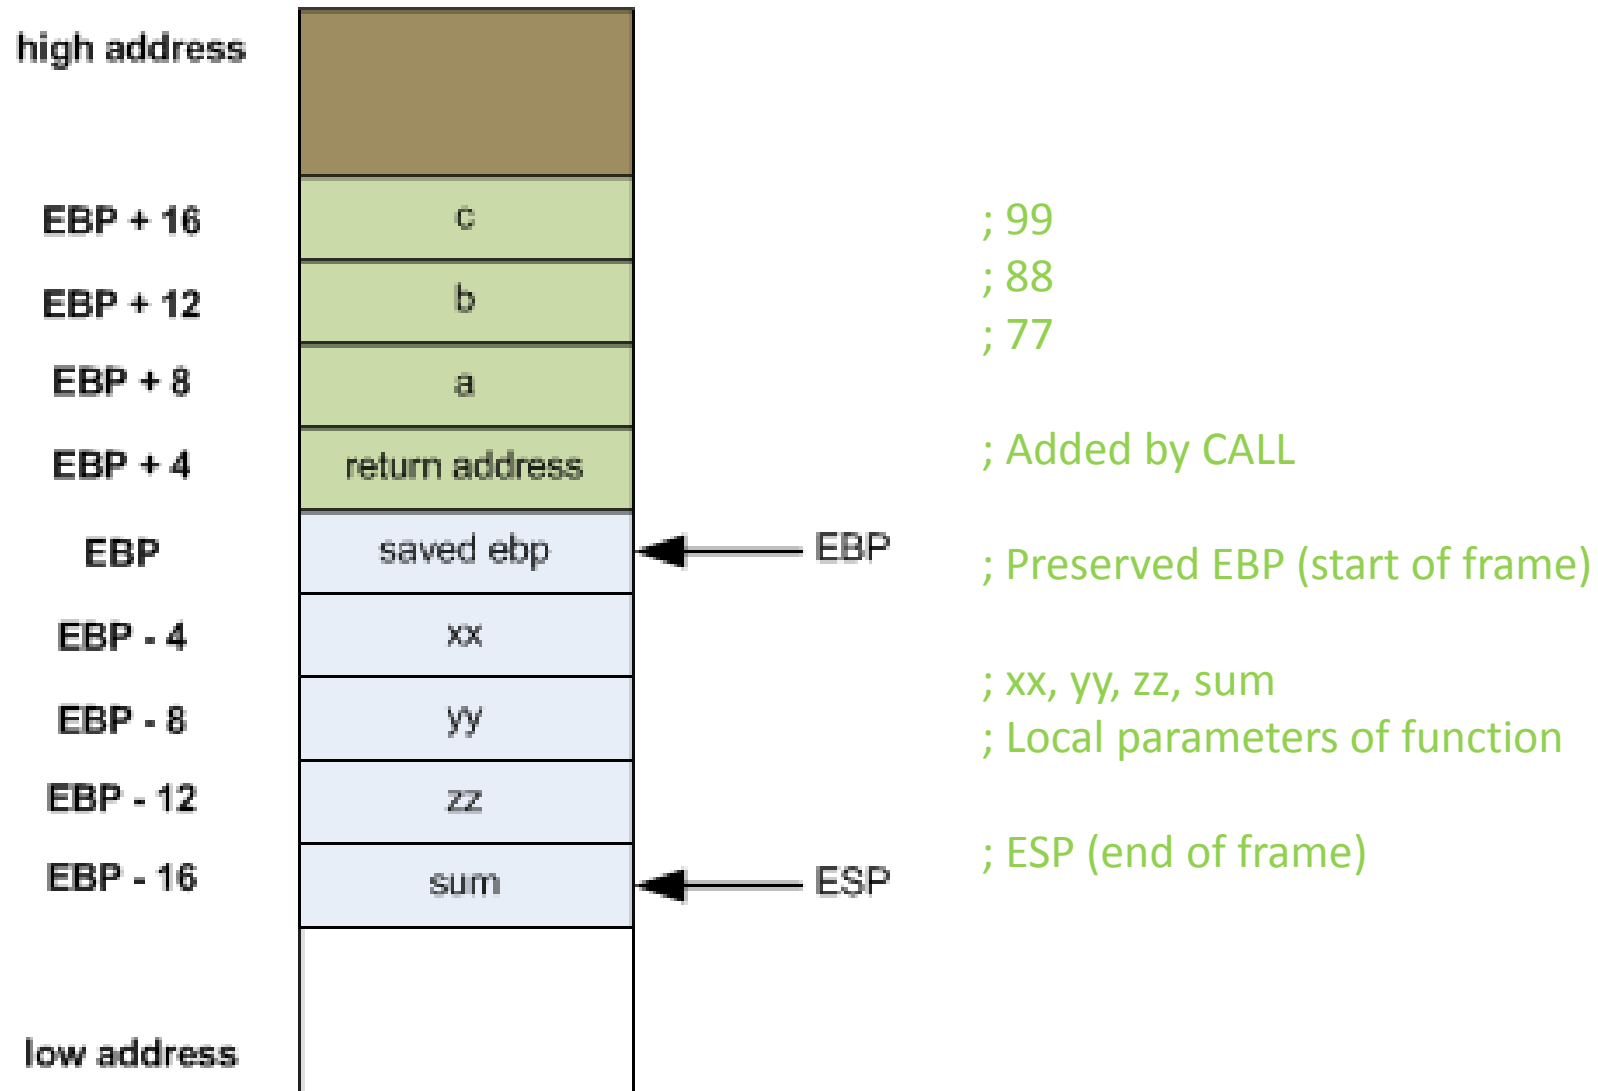 high address
EBP + 16 c ; 99
EBP + 12 b ; 88
; 77
EBP + 8 a
EBP + 4 return address ; Added by CALL
EBP saved ebp EBP ; Preserved EBP (start of frame)
EBP - 4 xx
; xx, yy, zz, sum
EBP - 8 yy ; Local parameters of function
EBP - 12 zz
; ESP (end of frame)
EBP - 16 sum ESP
low address